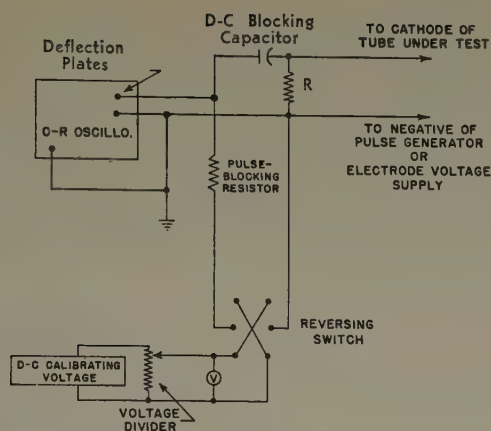 D-C Blocking
Capacitor
Deflection
Plates
TO CATHODE OF
TUBE UNDER TEST
R
C-R OSCILLO.
TO NEGATIVE OF
PULSE GENERATOR
OR
ELECTRODE VOLTAGE
SUPPLY
PULSE-
BLOCKING
RESISTOR
REVERSING
SWITCH
D-C CALIBRATING
VOLTAGE
V
VOLTAGE
DIVIDER